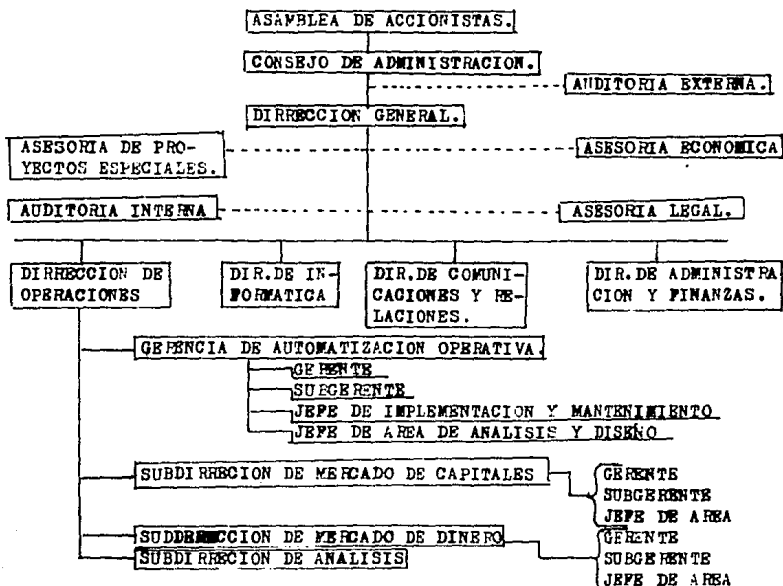 ASAMBLEA DE ACCIONISTAS.
CONSEJO DE ADMINISTRACION.
AUDITORIA EXTERNA.
DIRRECCION GENERAL.
ASESORIA DE PRO-
YECTOS ESPECIALES.
ASESORIA ECONOMICA
AUDITORIA INTERNA
ASESORIA LEGAL.
DIRRECCION DE
OPERACIONES
DIR.DE IN-
FORMATICA
DIR.DE COMUNI-
CACIONES Y RE-
LACIONES.
DIR.DE ADMINISTRA
CION Y FINANZAS.
GERENCIA DE AUTOMATIZACION OPERATIVA.
GERENTE
SUBGERENTE
JEFE DE IMPLEMENTACION Y MANTENIMIENTO
JEFE DE AREA DE ANALISIS Y DISEÑO
SUBDIRRECION DE MERCADO DE CAPITALES
GERENTE
SUBGERENTE
JEFE DE AREA
DE MERCADO DE DINERO
GERENTE
SUBGERENTE
JEFE DE AREA
SUBDIRRECION DE ANALISIS